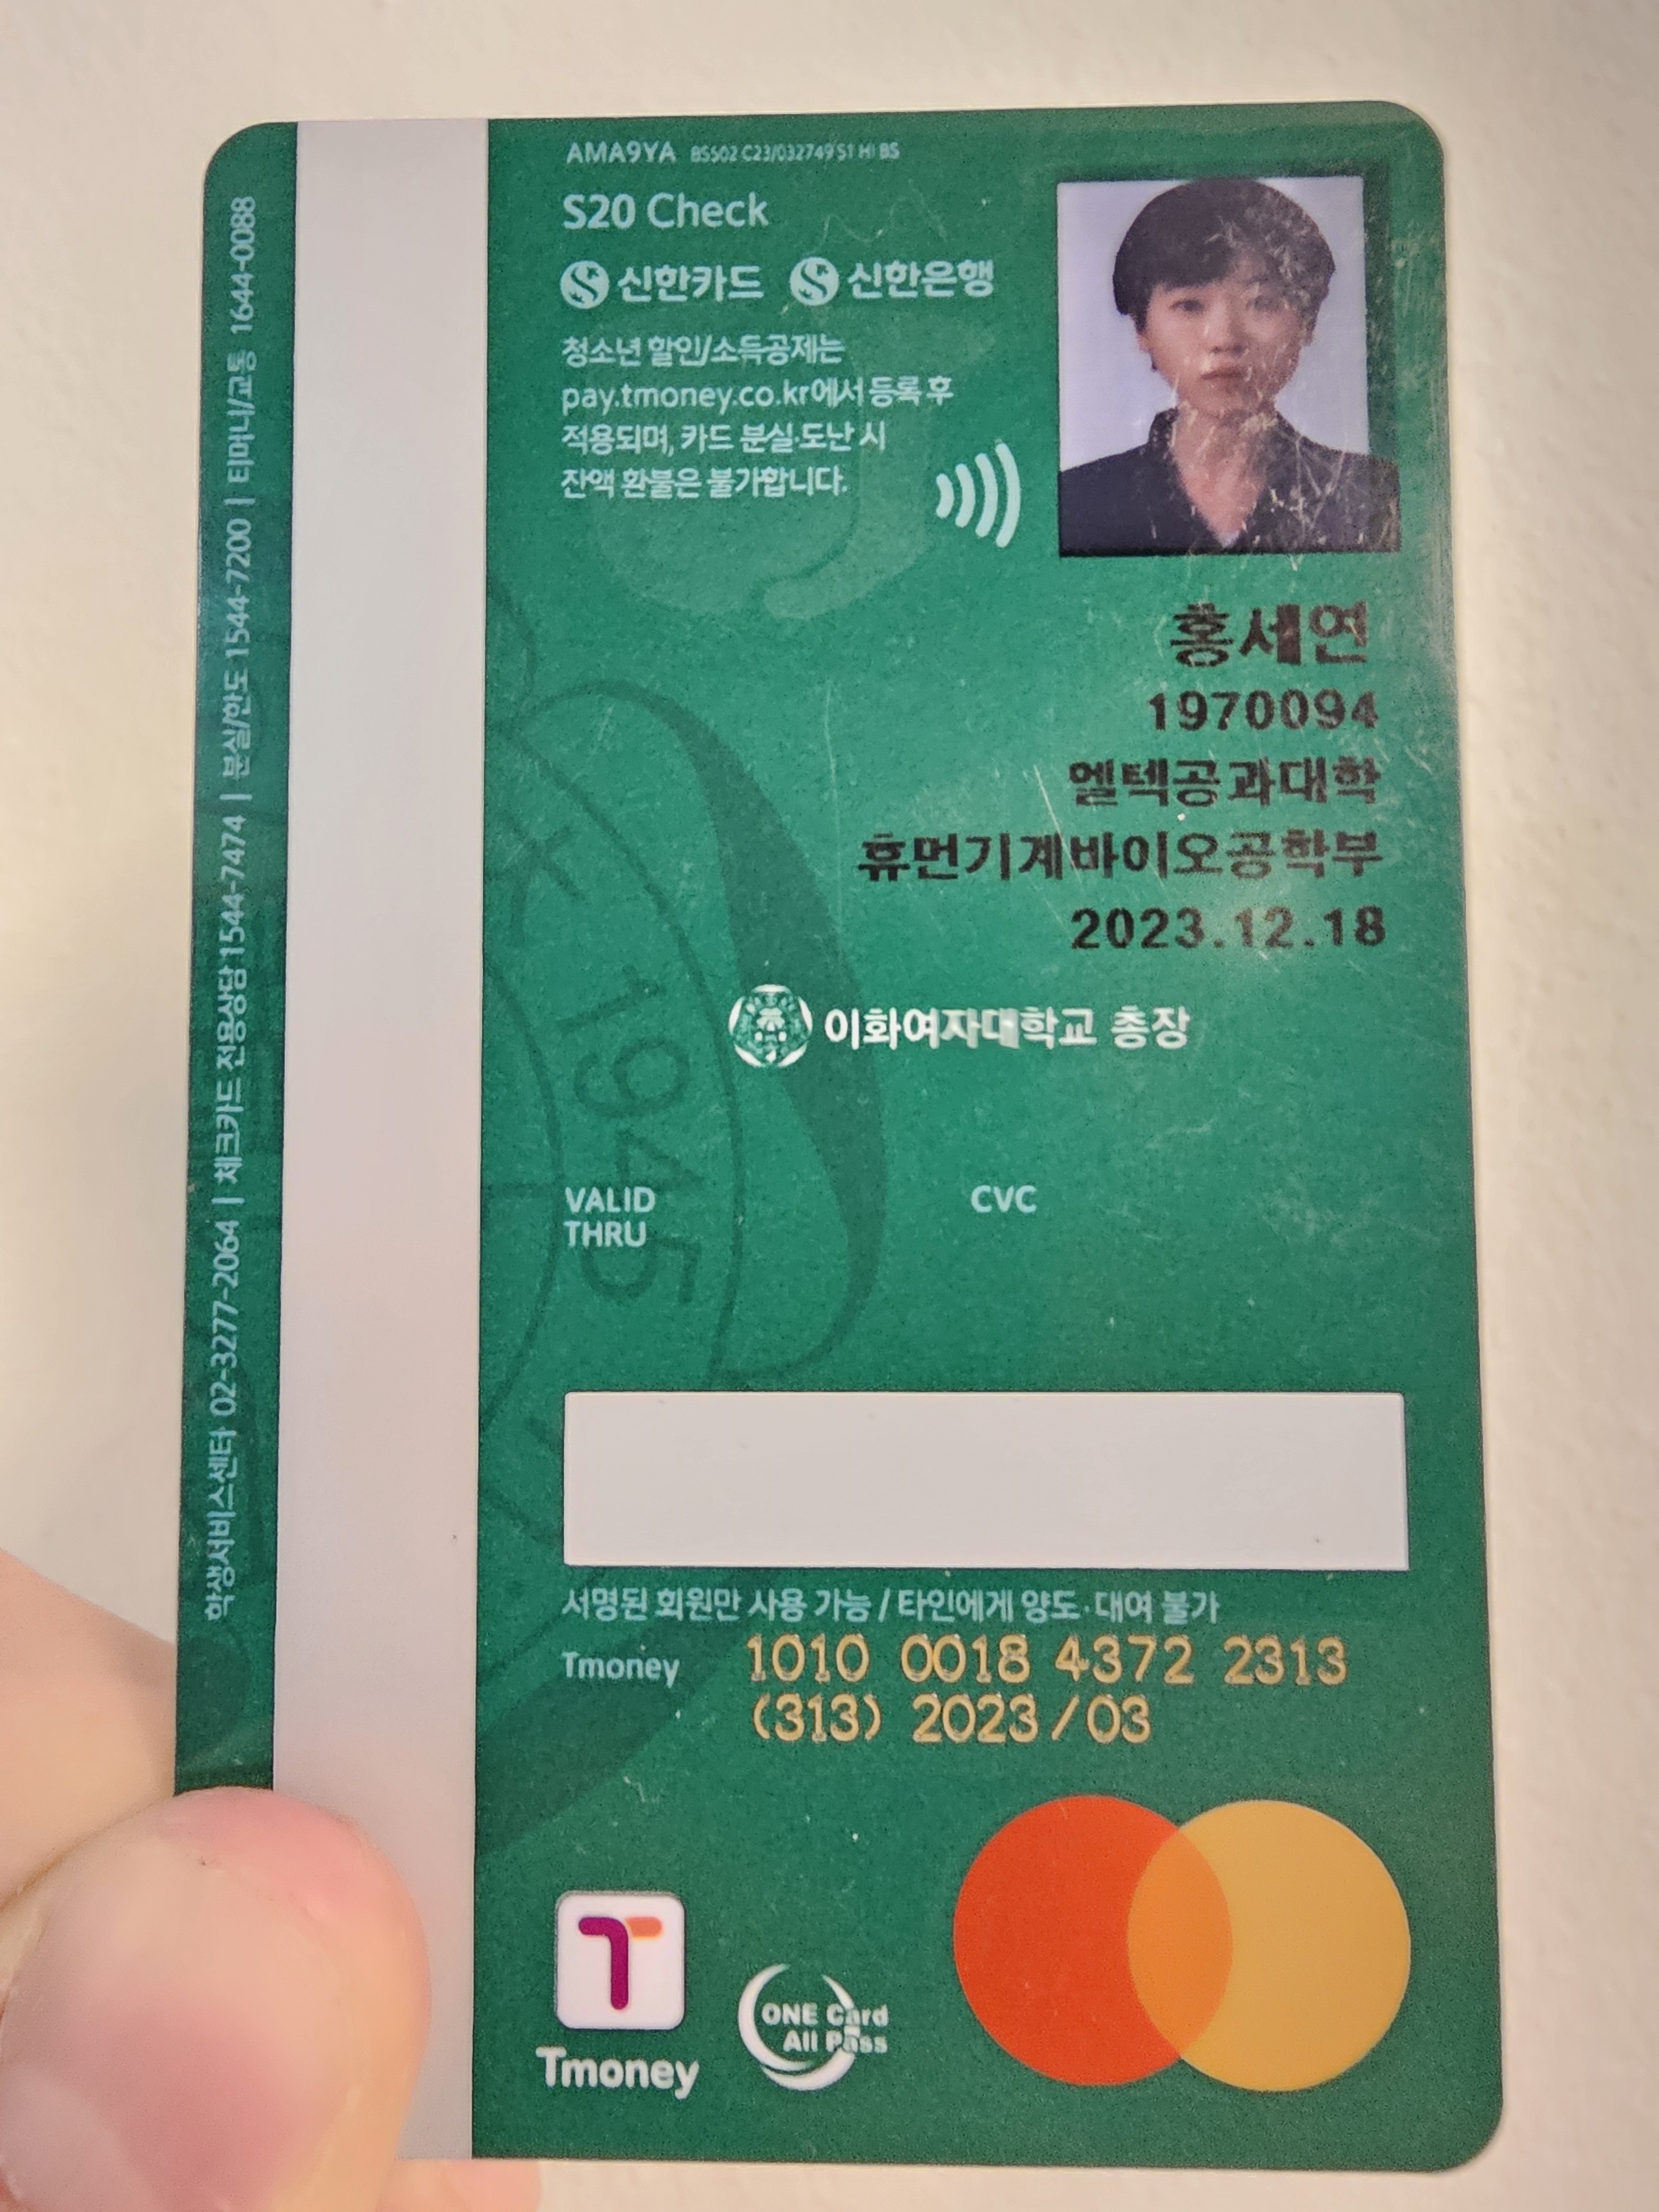 AMA9YA BSS02 C23/032749 S1 HI BS
S20 Check
신한카드 신한은행
청소년 할인/소득공제는
pay.tmoney.co.kr에서 등록 후
적용되며, 카드 분실·도난 시
잔액 환불은 불가합니다.
홍세연
1970094
엘텍공과대학
휴먼기계바이오공학부
2023.12.18
이화여자대학교 총장
1945
VALID
THRU
CVC
서명된 회원만 사용 가능 / 타인에게 양도·대여 불가
Tmoney 1010 0018 4372 2313
(313) 2023/03
Tmoney
ONE Card
All Pass
학생서비스센터 02-3277-2064 | 체크카드 전용상담 1544-7474 | 분실/한도 1544-7200 | 티머니/교통 1644-0088